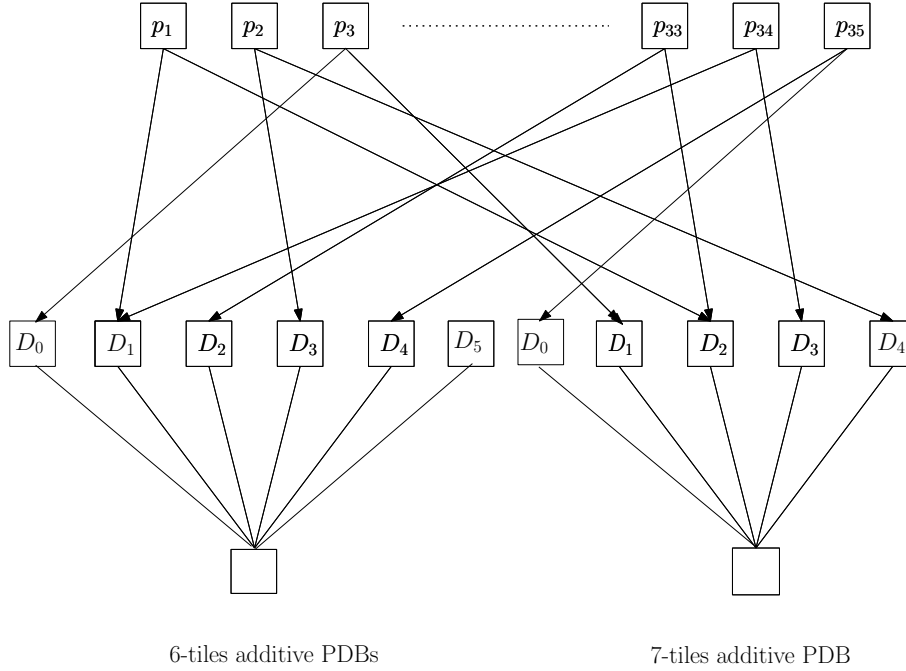 p₁ p₂ p₃ p₃₃ p₃₄ p₃₅
D₀ D₁ D₂ D₃ D₄ D₅ D₀ D₁ D₂ D₃ D₄
6-tiles additive PDBs 7-tiles additive PDB